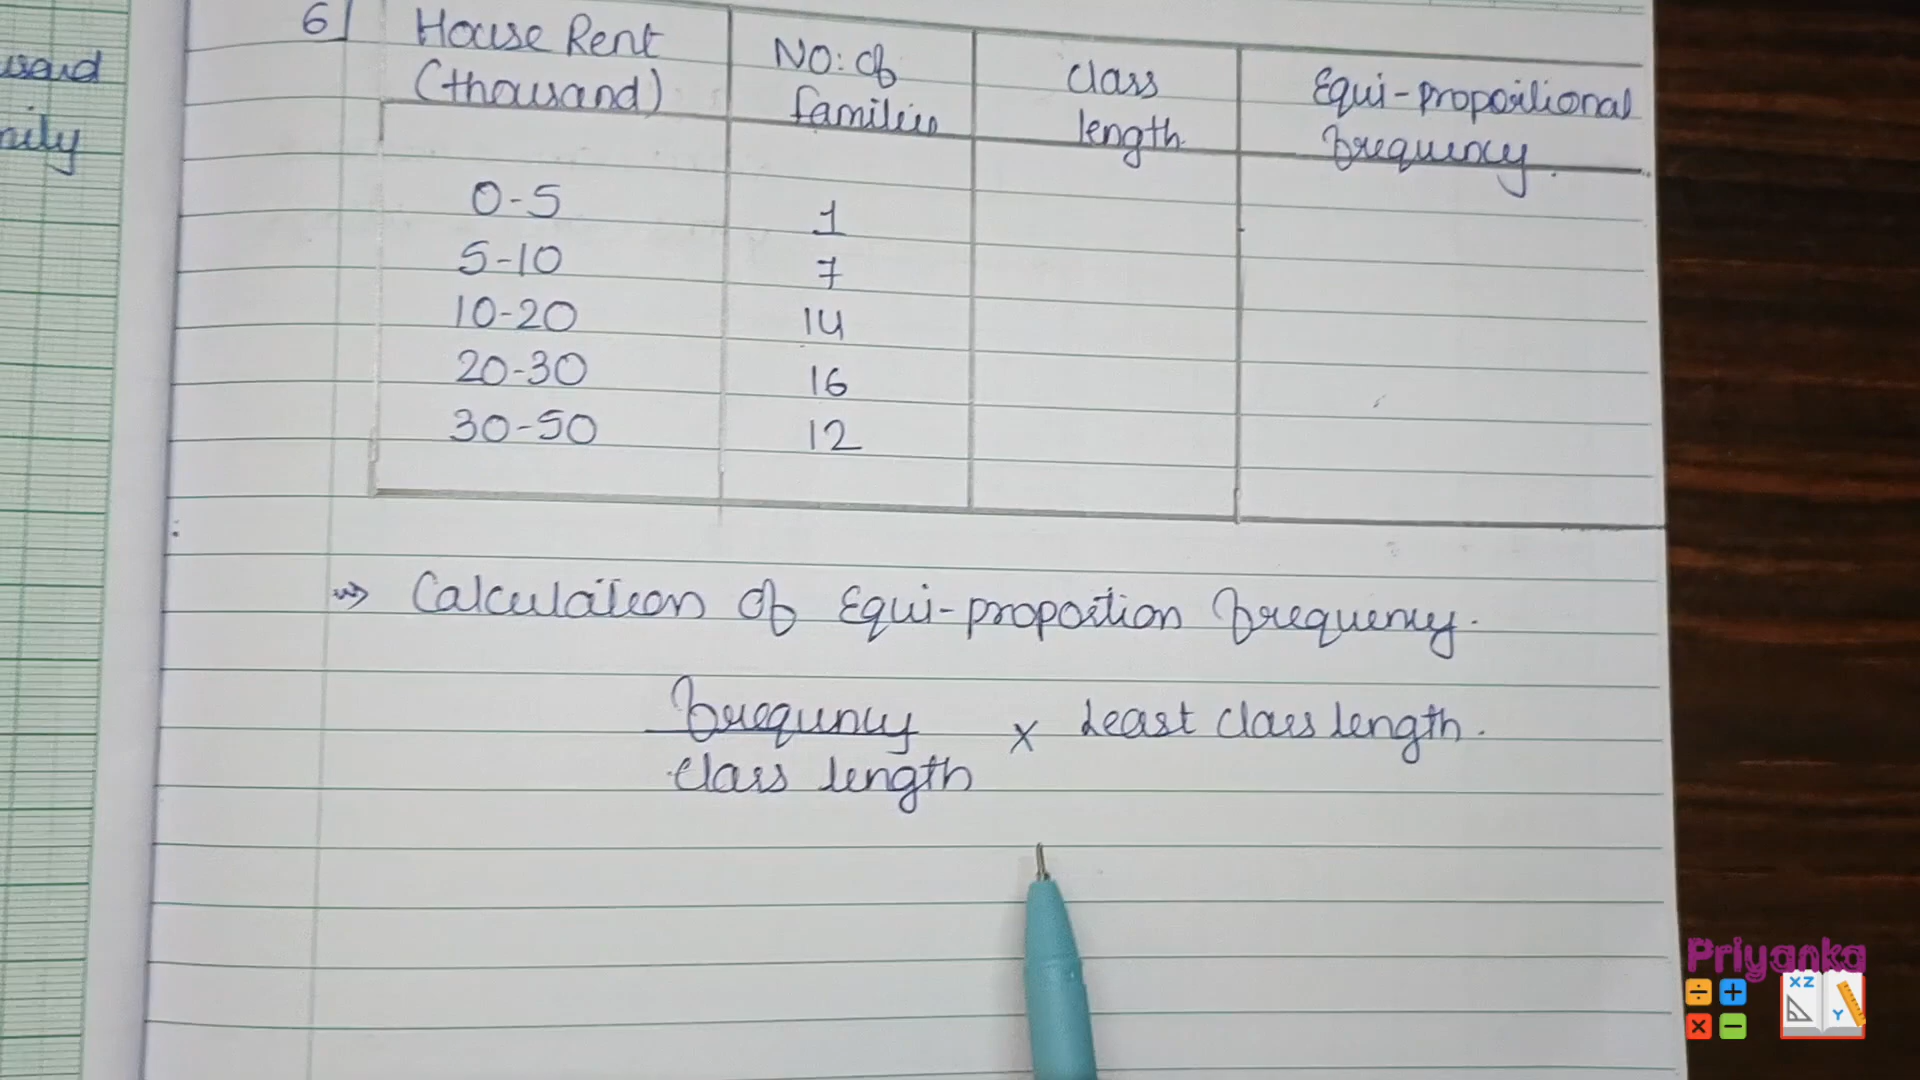 6 House Rent (thousand) NO: of families Class length Equi-proportional frequency.
0-5 1
5-10 7
10-20 14
20-30 16
30-50 12
⇒ Calculation of Equi-proportion frequency.
frequency × Least class length.
class length
Priyanka
÷ + XZ
× − Y